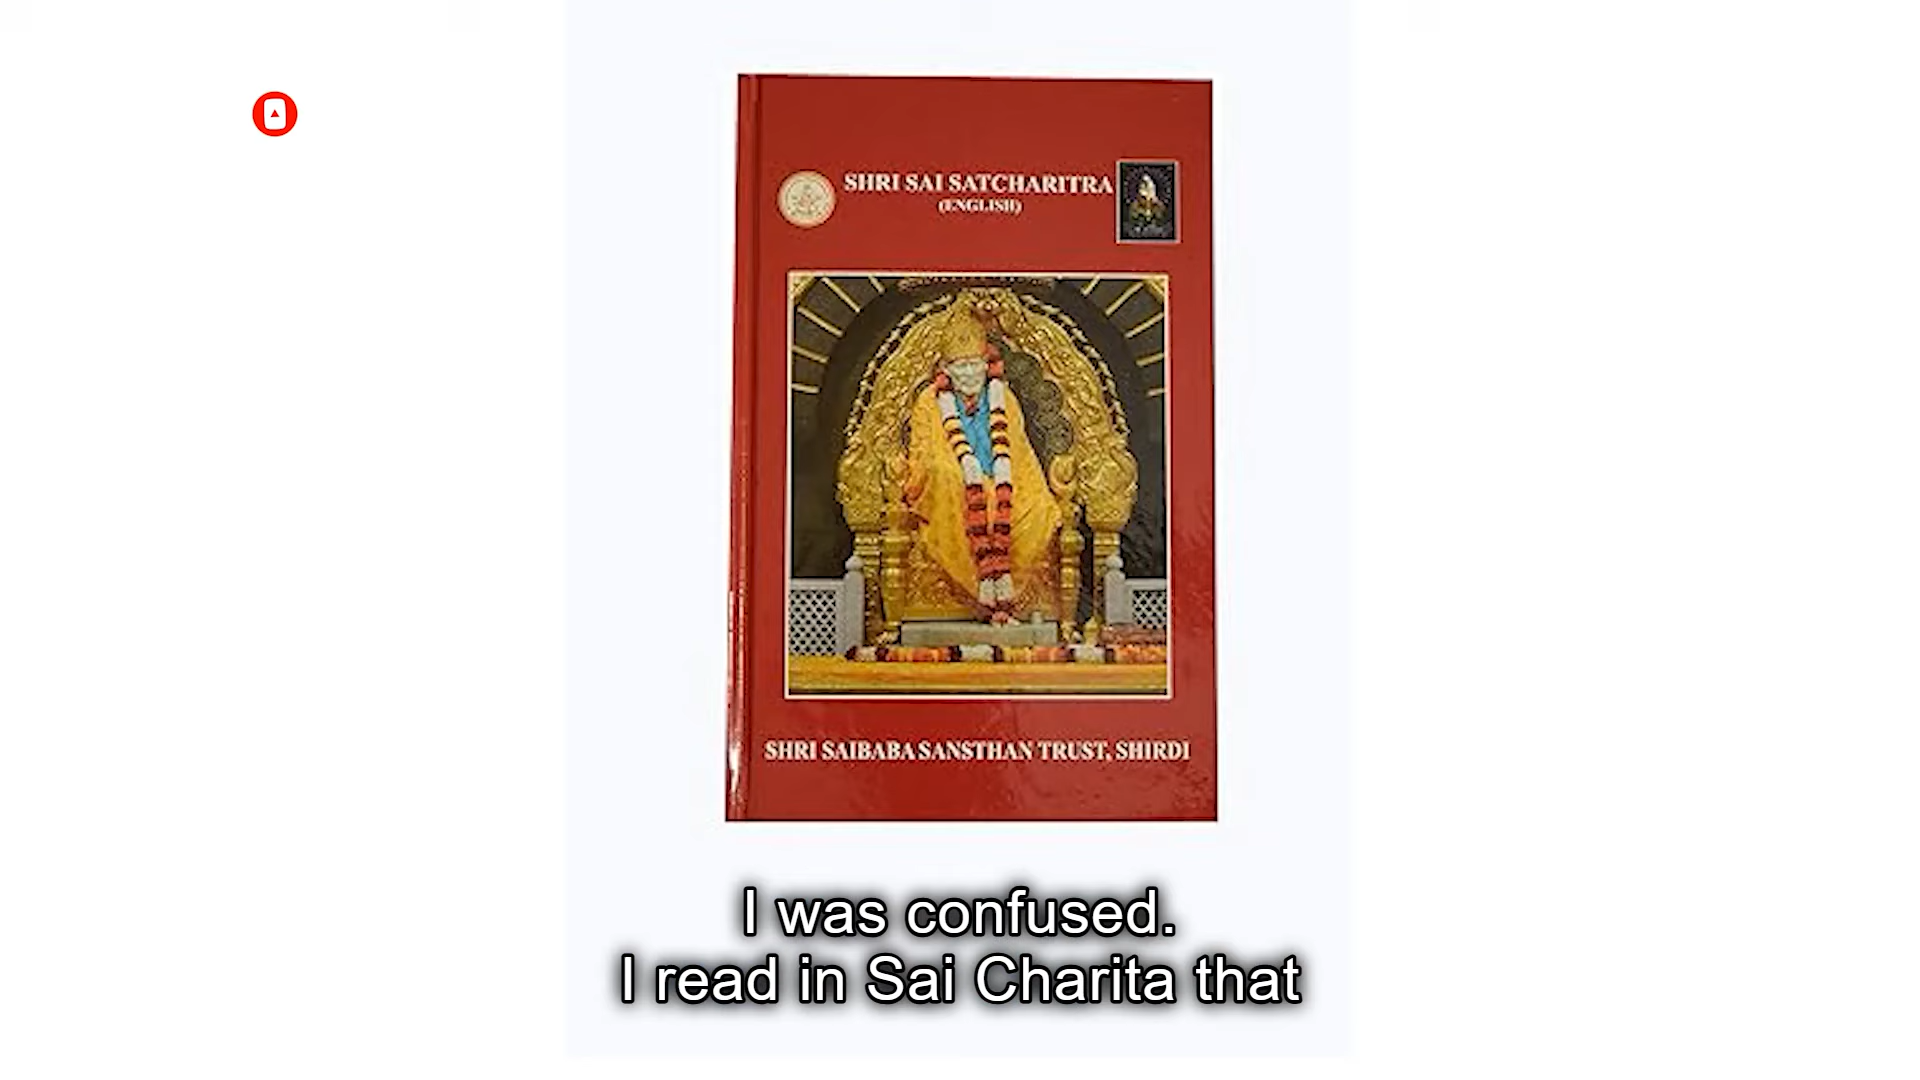 SHRI SAI SATCHARITRA
(ENGLISH)
SHRI SAIBABA SANSTHAN TRUST, SHIRDI
I was confused.
I read in Sai Charita that